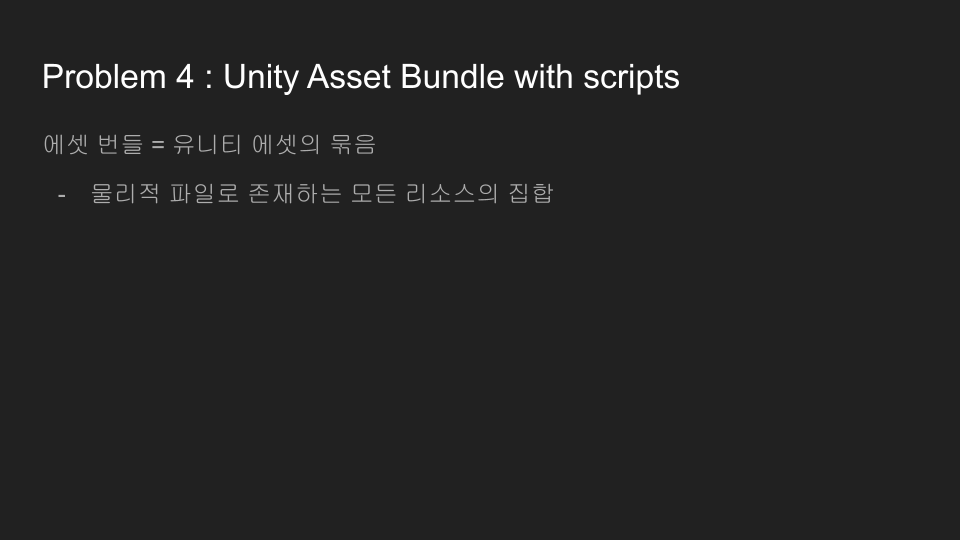 Problem 4 : Unity Asset Bundle with scripts
에셋 번들 = 유니티 에셋의 묶음
- 물리적 파일로 존재하는 모든 리소스의 집합